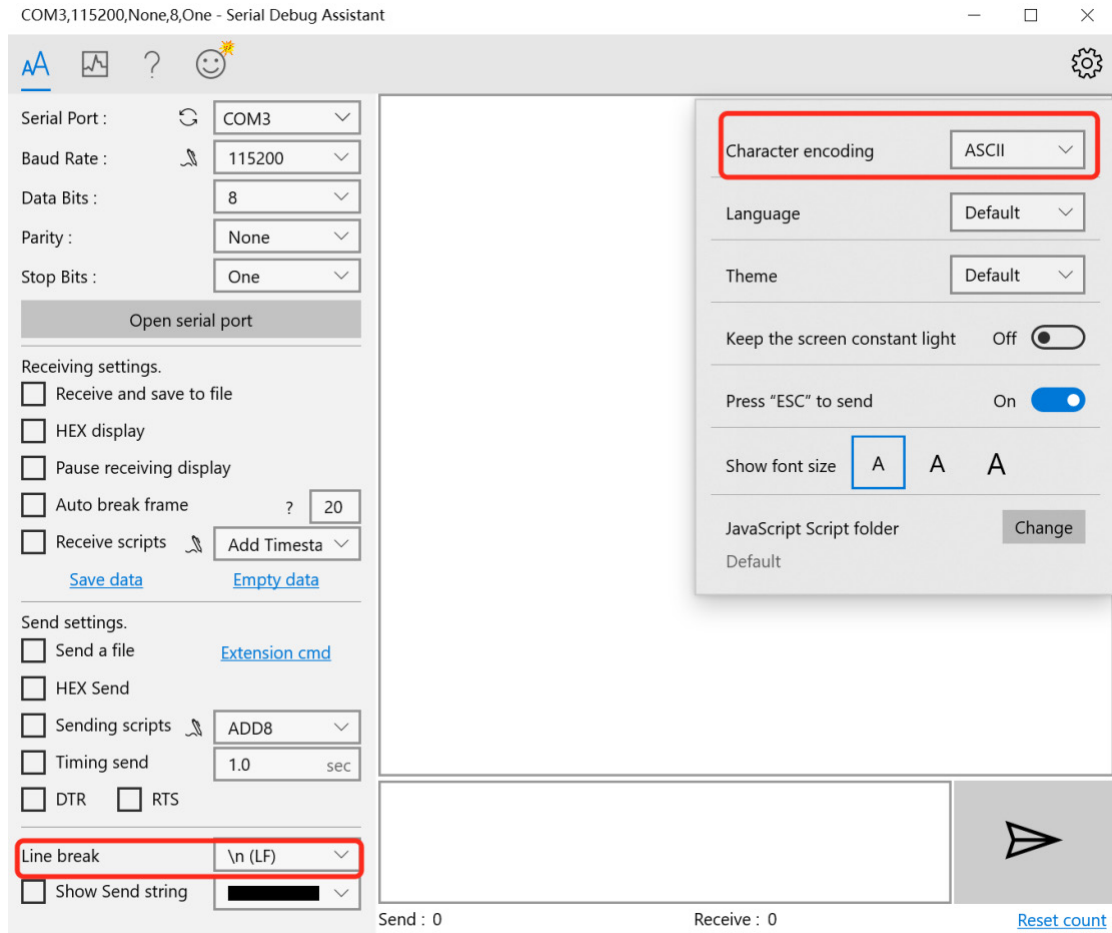 COM3,115200,None,8,One - Serial Debug Assistant
AA
?
Serial Port :
COM3
Baud Rate :
115200
Data Bits :
8
Parity :
None
Stop Bits :
One
Open serial port
Receiving settings.
Receive and save to file
HEX display
Pause receiving display
Auto break frame
?
20
Receive scripts
Add Timesta
Save data
Empty data
Send settings.
Send a file
Extension cmd
HEX Send
Sending scripts
ADD8
Timing send
1.0
sec
DTR
RTS
Line break
\n (LF)
Show Send string
Character encoding
ASCII
Language
Default
Theme
Default
Keep the screen constant light
Off
Press “ESC” to send
On
Show font size
A
A
A
JavaScript Script folder
Change
Default
Send : 0
Receive : 0
Reset count